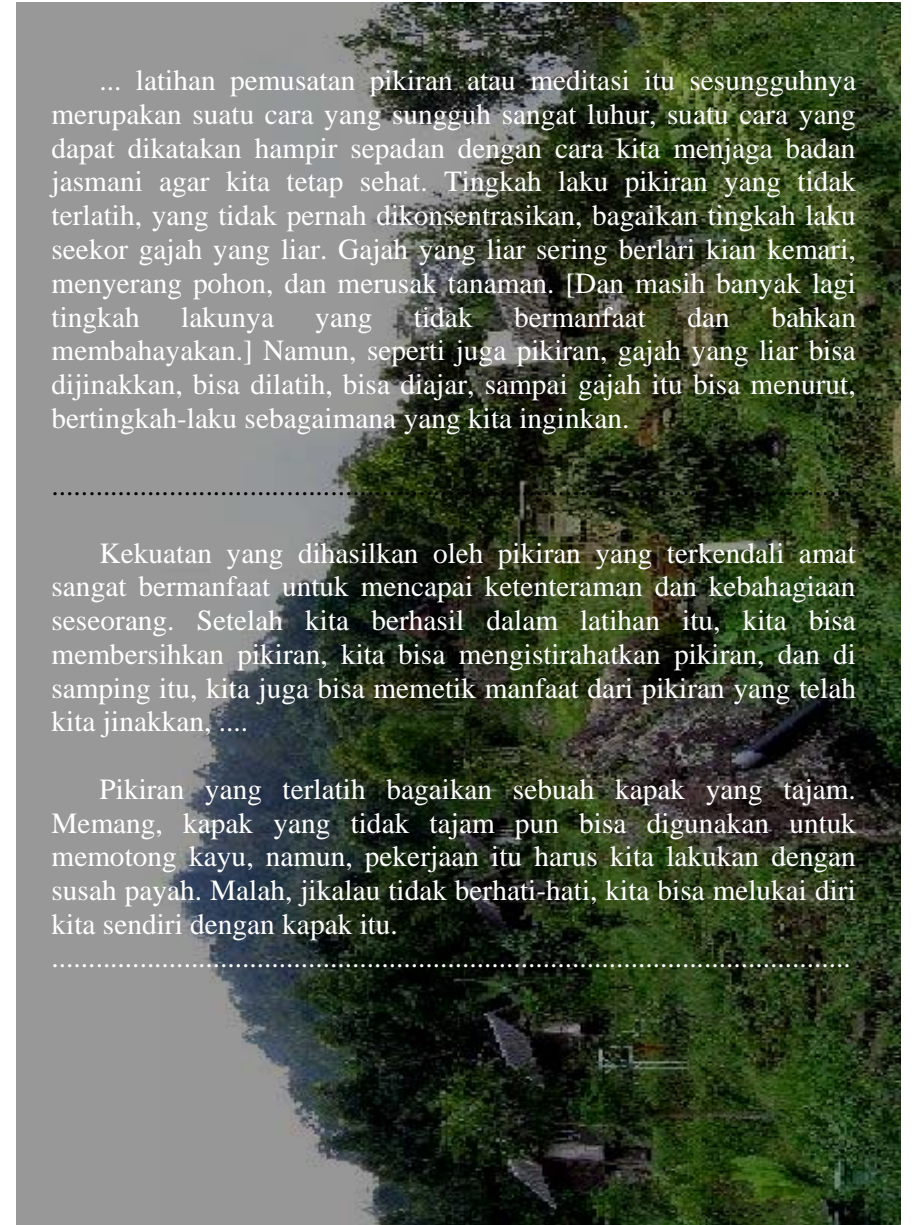 ... latihan pemusatan pikiran atau meditasi itu sesungguhnya
merupakan suatu cara yang sungguh sangat luhur, suatu cara yang
dapat dikatakan hampir sepadan dengan cara kita menjaga badan
jasmani agar kita tetap sehat. Tingkah laku pikiran yang tidak
terlatih, yang tidak pernah dikonsentrasikan, bagaikan tingkah laku
seekor gajah yang liar. Gajah yang liar sering berlari kian kemari,
menyerang pohon, dan merusak tanaman. [Dan masih banyak lagi
tingkah lakunya yang tidak bermanfaat dan bahkan
membahayakan.] Namun, seperti juga pikiran, gajah yang liar bisa
dijinakkan, bisa dilatih, bisa diajar, sampai gajah itu bisa menurut,
bertingkah-laku sebagaimana yang kita inginkan.
............................................................................................................
Kekuatan yang dihasilkan oleh pikiran yang terkendali amat
sangat bermanfaat untuk mencapai ketenteraman dan kebahagiaan
seseorang. Setelah kita berhasil dalam latihan itu, kita bisa
membersihkan pikiran, kita bisa mengistirahatkan pikiran, dan di
samping itu, kita juga bisa memetik manfaat dari pikiran yang telah
kita jinakkan, ....
Pikiran yang terlatih bagaikan sebuah kapak yang tajam.
Memang, kapak yang tidak tajam pun bisa digunakan untuk
memotong kayu, namun, pekerjaan itu harus kita lakukan dengan
susah payah. Malah, jikalau tidak berhati-hati, kita bisa melukai diri
kita sendiri dengan kapak itu.
............................................................................................................